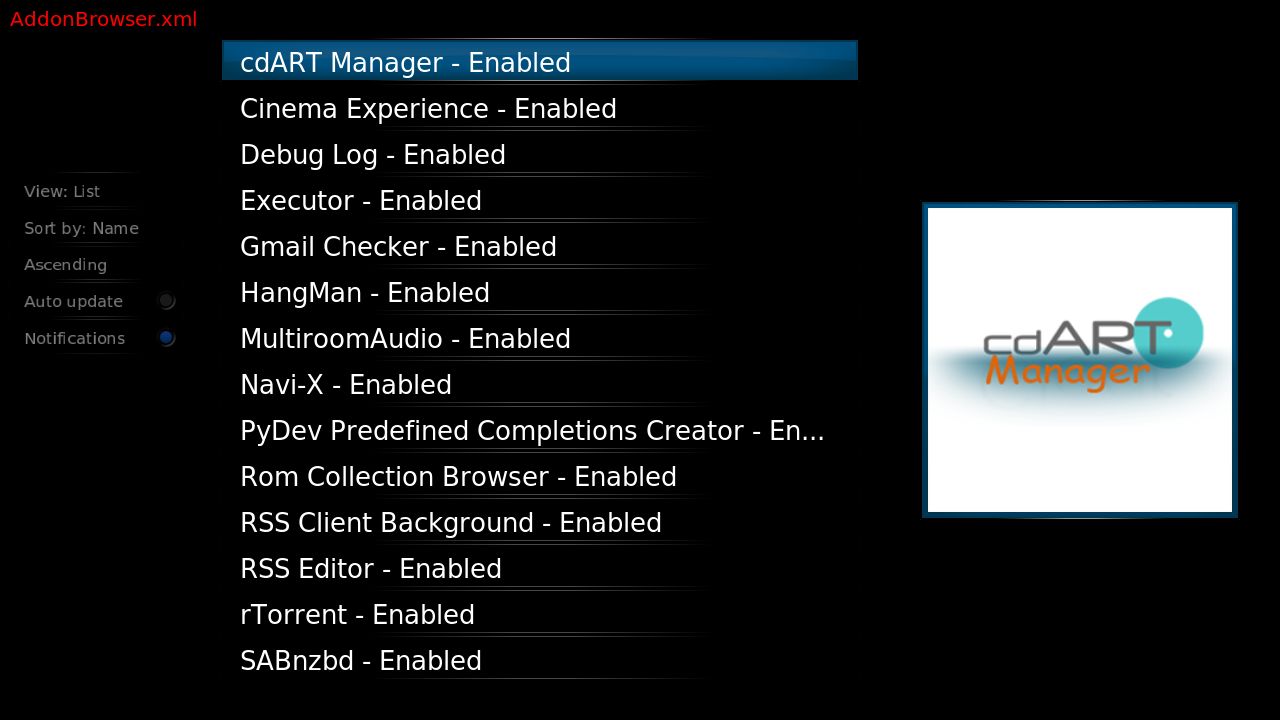 AddonBrowser.xml
View: List
Sort by: Name
Ascending
Auto update
Notifications
cdART Manager - Enabled
Cinema Experience - Enabled
Debug Log - Enabled
Executor - Enabled
Gmail Checker - Enabled
HangMan - Enabled
MultiroomAudio - Enabled
Navi-X - Enabled
PyDev Predefined Completions Creator - En...
Rom Collection Browser - Enabled
RSS Client Background - Enabled
RSS Editor - Enabled
rTorrent - Enabled
SABnzbd - Enabled
cdART
Manager